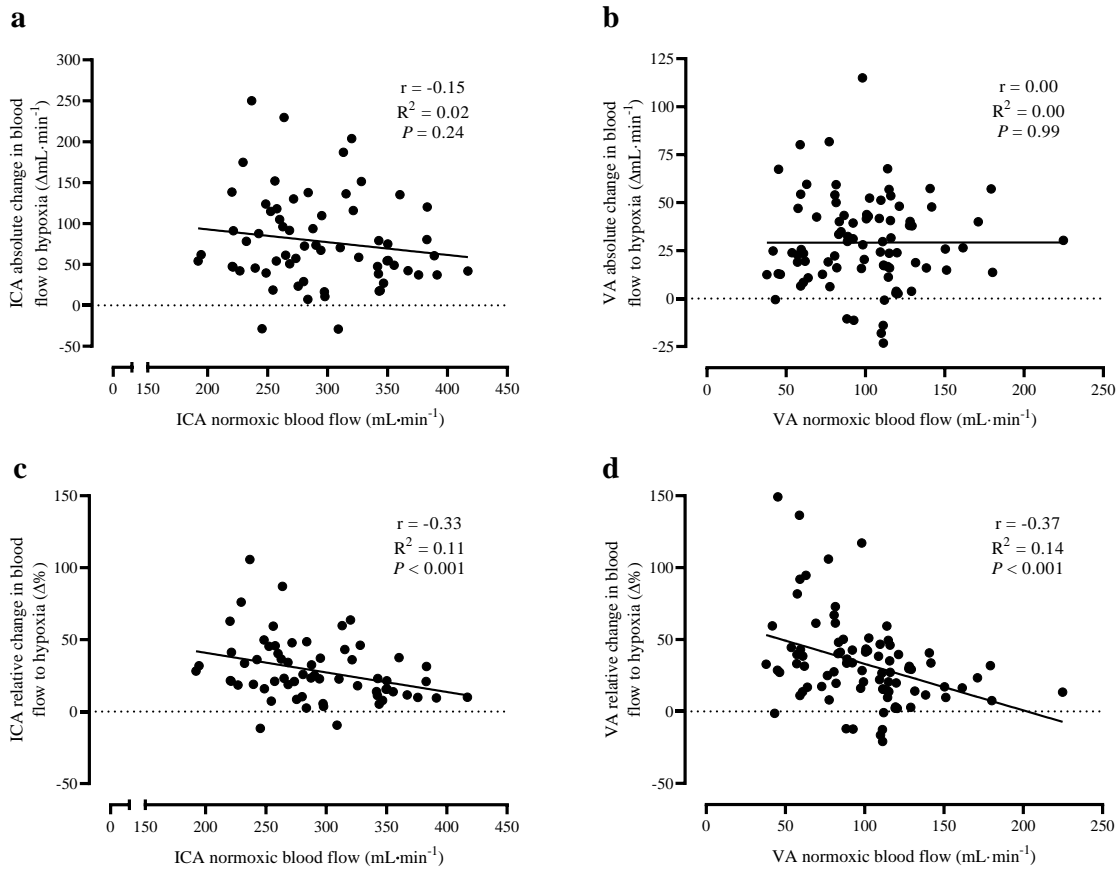 a
ICA absolute change in blood
flow to hypoxia (ΔmL·min⁻¹)
300
250
200
150
100
50
0
-50
r = -0.15
R² = 0.02
P = 0.24
0
150
200
250
300
350
400
450
ICA normoxic blood flow (mL•min⁻¹)
b
VA absolute change in blood
flow to hypoxia (ΔmL·min⁻¹)
125
100
75
50
25
0
-25
r = 0.00
R² = 0.00
P = 0.99
0
50
100
150
200
250
VA normoxic blood flow (mL·min⁻¹)
c
ICA relative change in blood
flow to hypoxia (Δ%)
150
100
50
0
-50
r = -0.33
R² = 0.11
P < 0.001
0
150
200
250
300
350
400
450
ICA normoxic blood flow (mL•min⁻¹)
d
VA relative change in blood
flow to hypoxia (Δ%)
150
100
50
0
-50
r = -0.37
R² = 0.14
P < 0.001
0
50
100
150
200
250
VA normoxic blood flow (mL·min⁻¹)